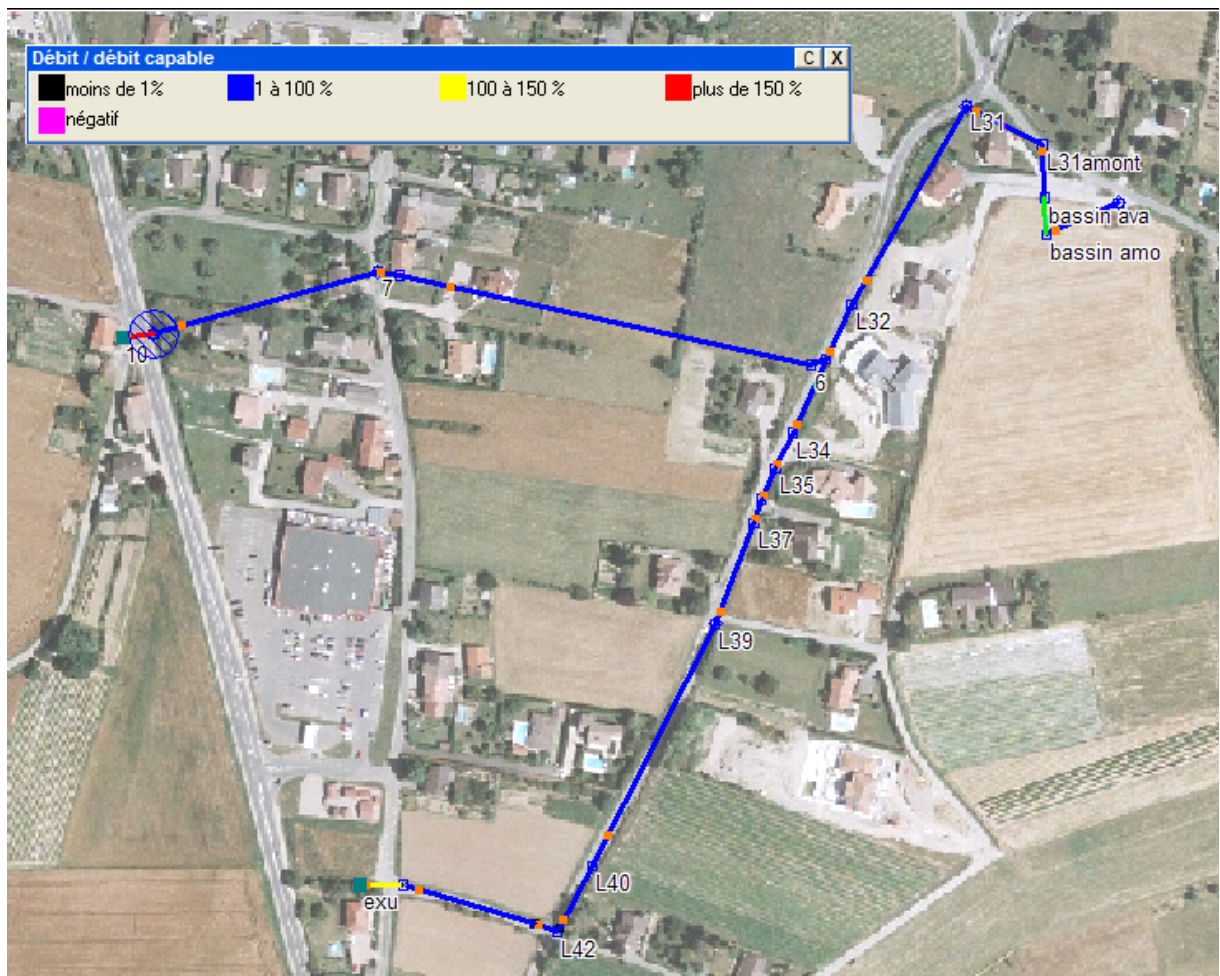 Débit / débit capable
C X
moins de 1%
1 à 100 %
100 à 150 %
plus de 150 %
négatif
L31
L31amont
bassin ava
bassin amo
7
L32
10
6
L34
L35
L37
L39
L40
exu
L42